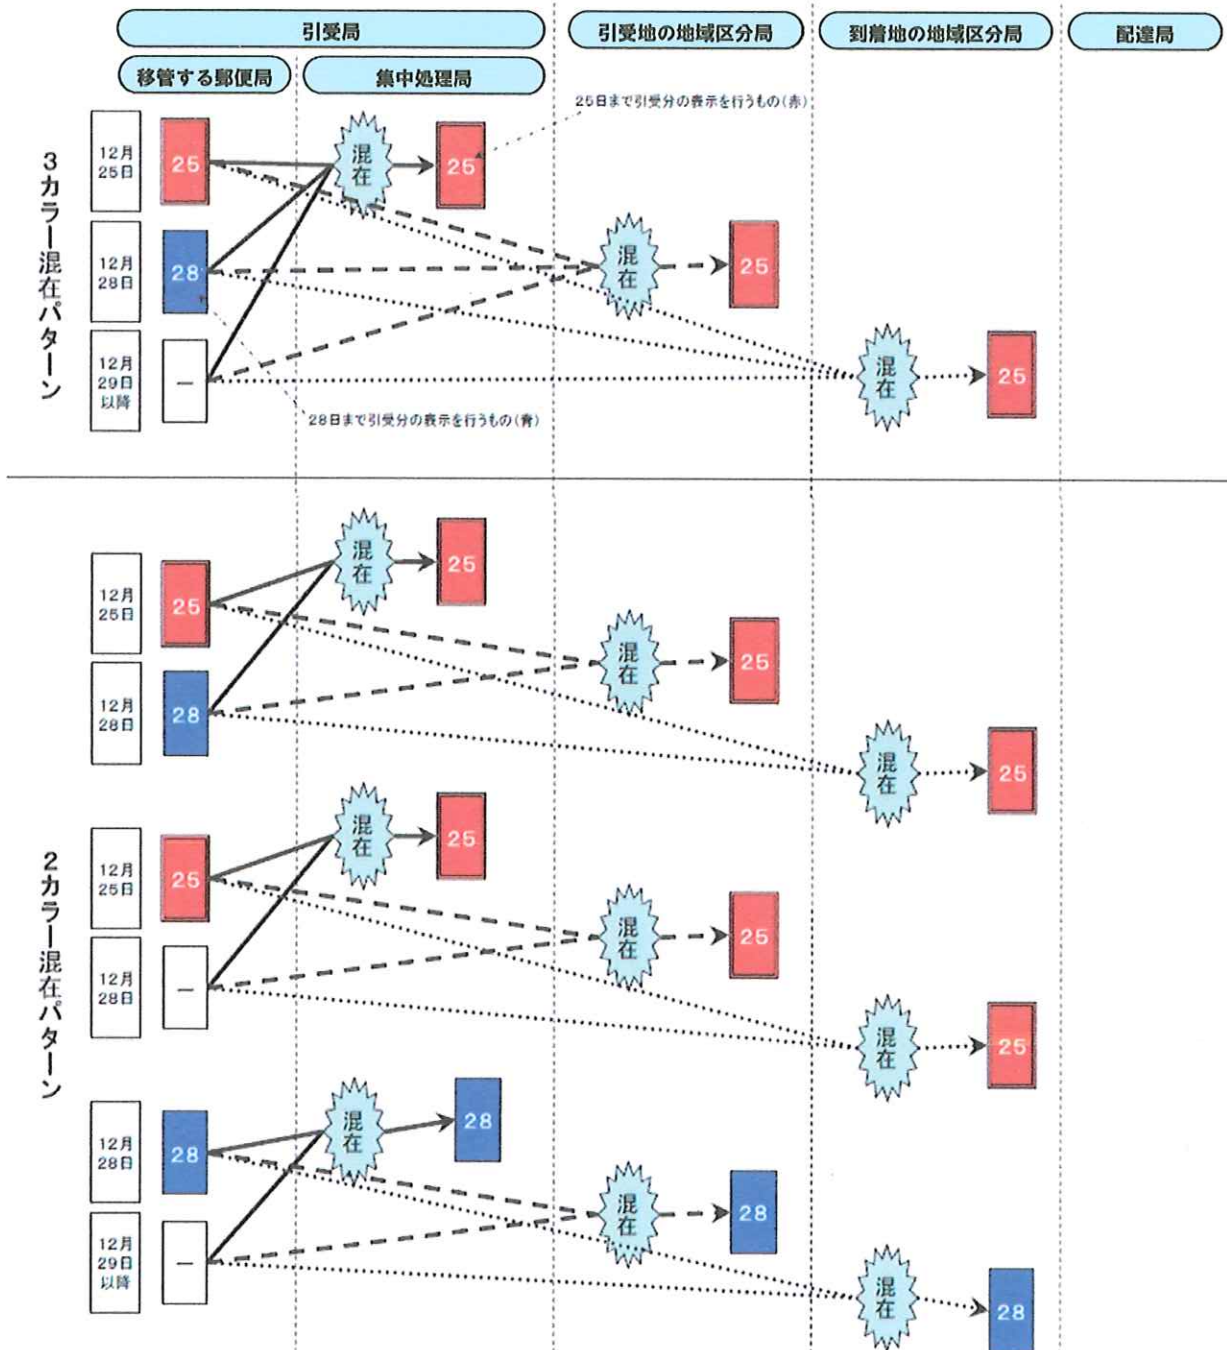 引受局
引受地の地域区分局
到着地の地域区分局
配達局
移管する郵便局
集中処理局
25日まで引受分の表示を行うもの(赤)
3カラー混在パターン
12月
25日
25
混在
25
12月
28日
28
混在
25
12月
29日
以降
―
混在
25
28日まで引受分の表示を行うもの(青)
2カラー混在パターン
混在
25
12月
25日
25
混在
25
12月
28日
28
混在
25
混在
25
12月
25日
25
混在
25
12月
28日
―
混在
25
混在
28
12月
28日
28
混在
28
12月
29日
以降
―
混在
28